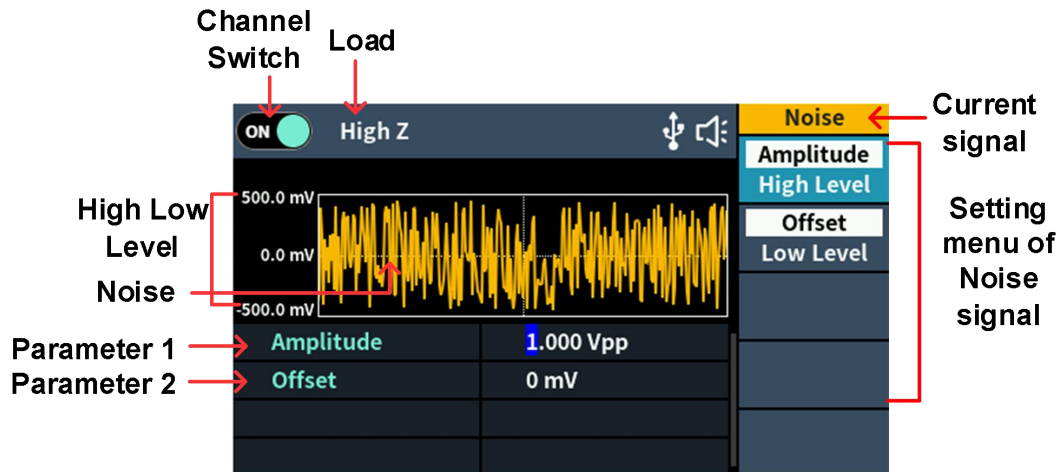 Channel
Switch
Load
ON
High Z
Noise
Current
signal
Amplitude
High Level
Offset
Low Level
Setting
menu of
Noise
signal
High Low
Level
500.0 mV
0.0 mV
-500.0 mV
Noise
Parameter 1
Amplitude
1.000 Vpp
Parameter 2
Offset
0 mV